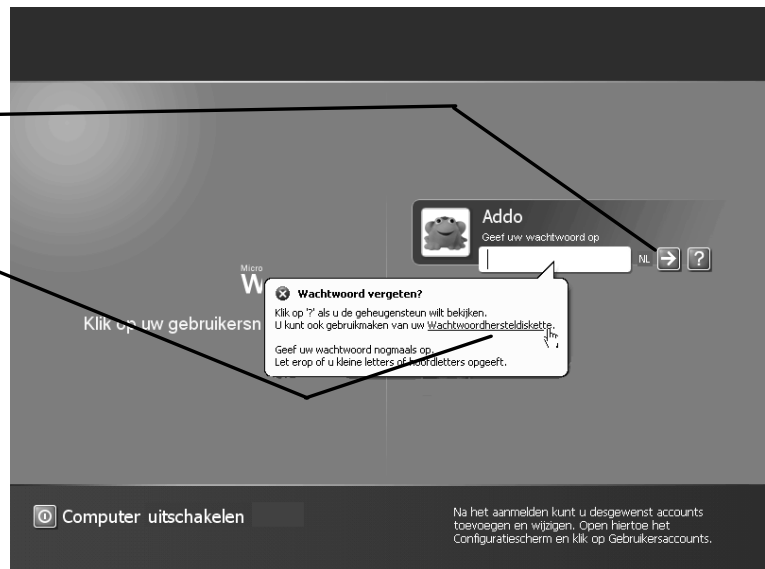 Addo
Geef uw wachtwoord op
NL
?
Micro
W
Klik op uw gebruikersn
Wachtwoord vergeten?
Klik op '?' als u de geheugensteun wilt bekijken.
U kunt ook gebruikmaken van uw Wachtwoordhersteldiskette.
Geef uw wachtwoord nogmaals op.
Let erop of u kleine letters of hoofdletters opgeeft.
Computer uitschakelen
Na het aanmelden kunt u desgewenst accounts
toevoegen en wijzigen. Open hiertoe het
Configuratiescherm en klik op Gebruikersaccounts.